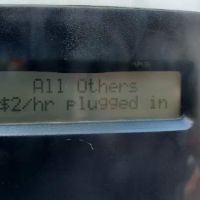 All Others
$2/hr plugged in